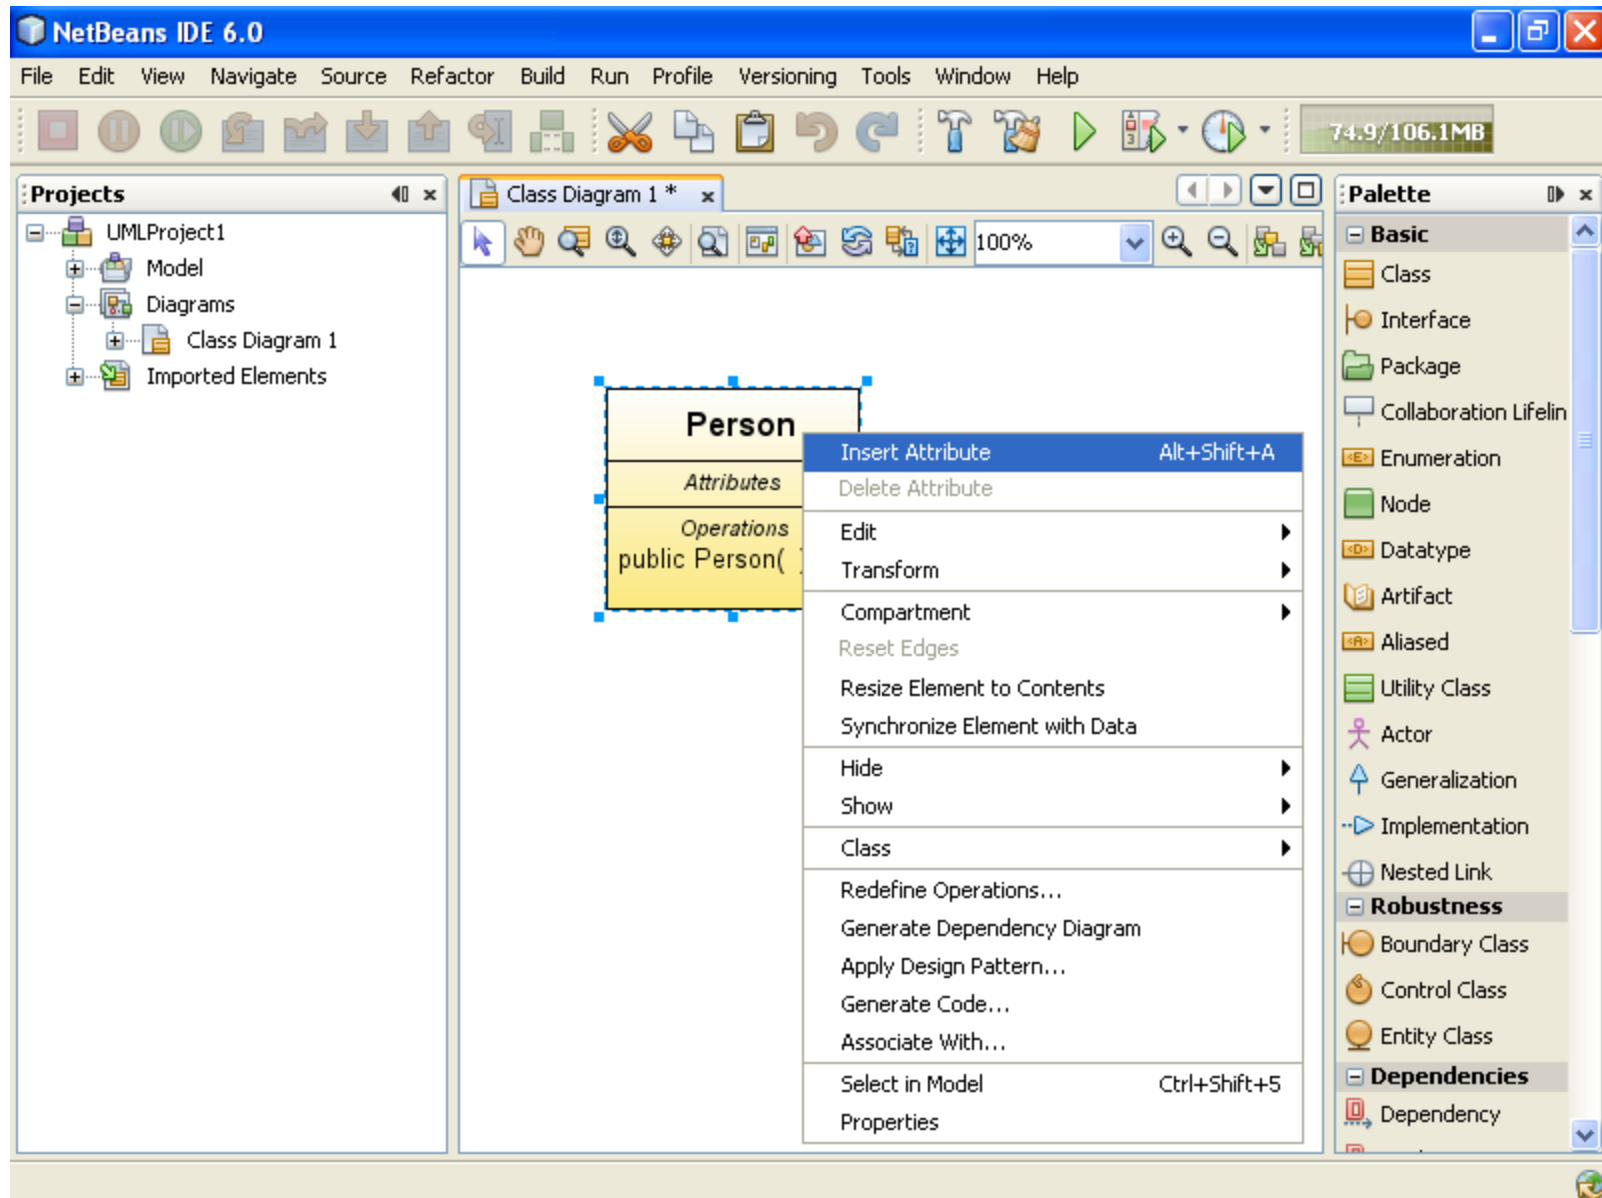 NetBeans IDE 6.0
File Edit View Navigate Source Refactor Build Run Profile Versioning Tools Window Help
74.9/106.1MB
Projects
UMLProject1
Model
Diagrams
Class Diagram 1
Imported Elements
Class Diagram 1 *
100%
Person
Attributes
Operations
public Person(
Insert Attribute Alt+Shift+A
Delete Attribute
Edit
Transform
Compartment
Reset Edges
Resize Element to Contents
Synchronize Element with Data
Hide
Show
Class
Redefine Operations...
Generate Dependency Diagram
Apply Design Pattern...
Generate Code...
Associate With...
Select in Model Ctrl+Shift+5
Properties
Palette
Basic
Class
Interface
Package
Collaboration Lifelin
Enumeration
Node
Datatype
Artifact
Aliased
Utility Class
Actor
Generalization
Implementation
Nested Link
Robustness
Boundary Class
Control Class
Entity Class
Dependencies
Dependency